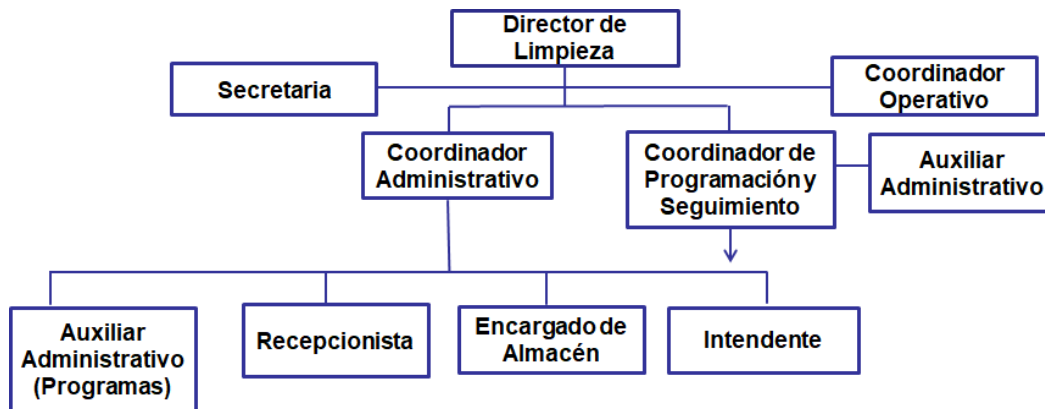 Director de
Limpieza
Secretaria
Coordinador
Operativo
Coordinador
Administrativo
Coordinador de
Programación y
Seguimiento
Auxiliar
Administrativo
Auxiliar
Administrativo
(Programas)
Recepcionista
Encargado de
Almacén
Intendente